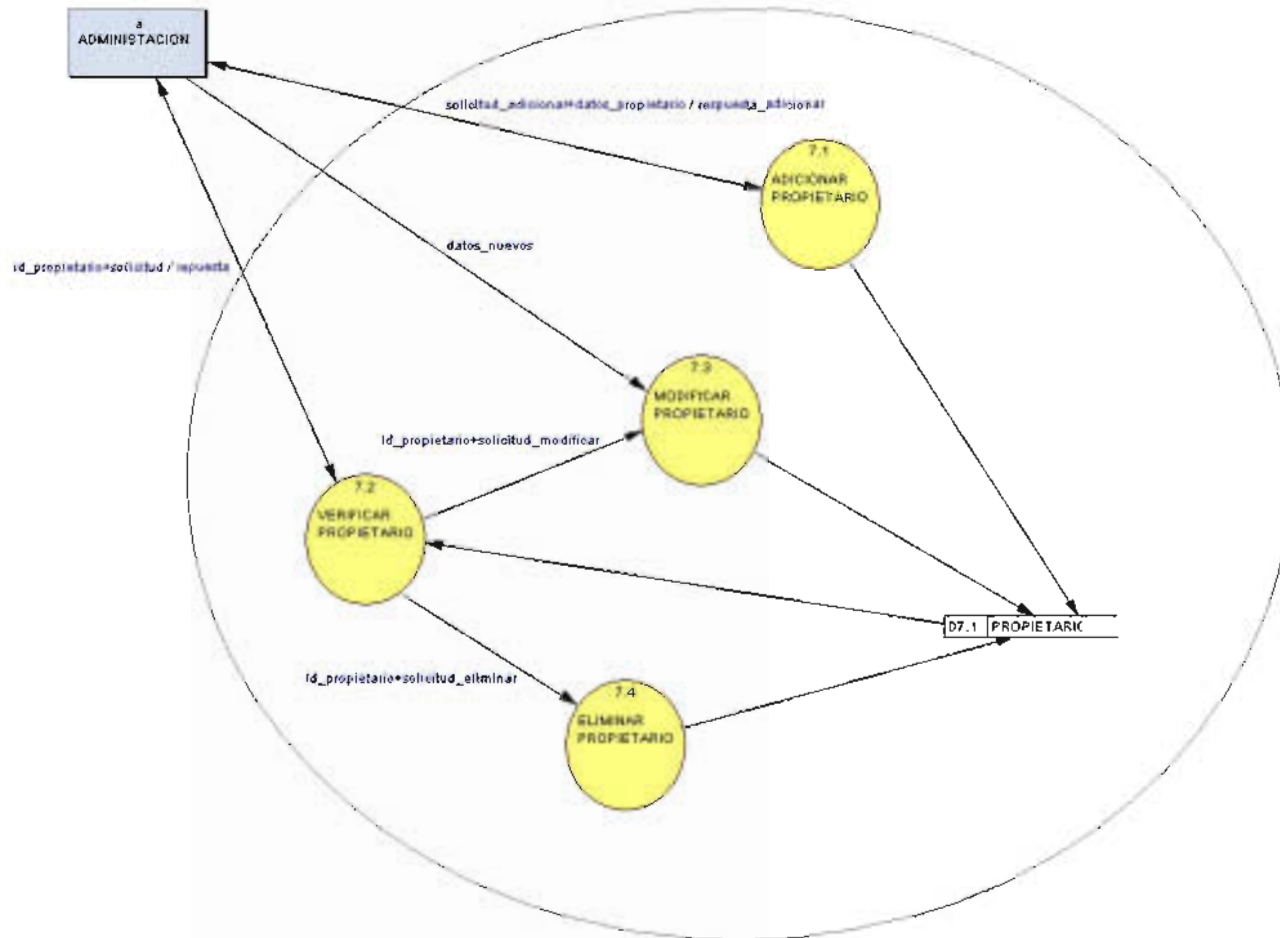 a
ADMINISTACION
solicitud_adicionar+datos_propietario / respuesta_adicionar
7.1
ADICIONAR
PROPIETARIO
datos_nuevos
id_propietario+solicitud / repuesta
7.3
MODIFICAR
PROPIETARIO
id_propietario+solicitud_modificar
7.2
VERIFICAR
PROPIETARIO
D7.1 PROPIETARIO
id_propietario+solicitud_eliminar
7.4
ELIMINAR
PROPIETARIO